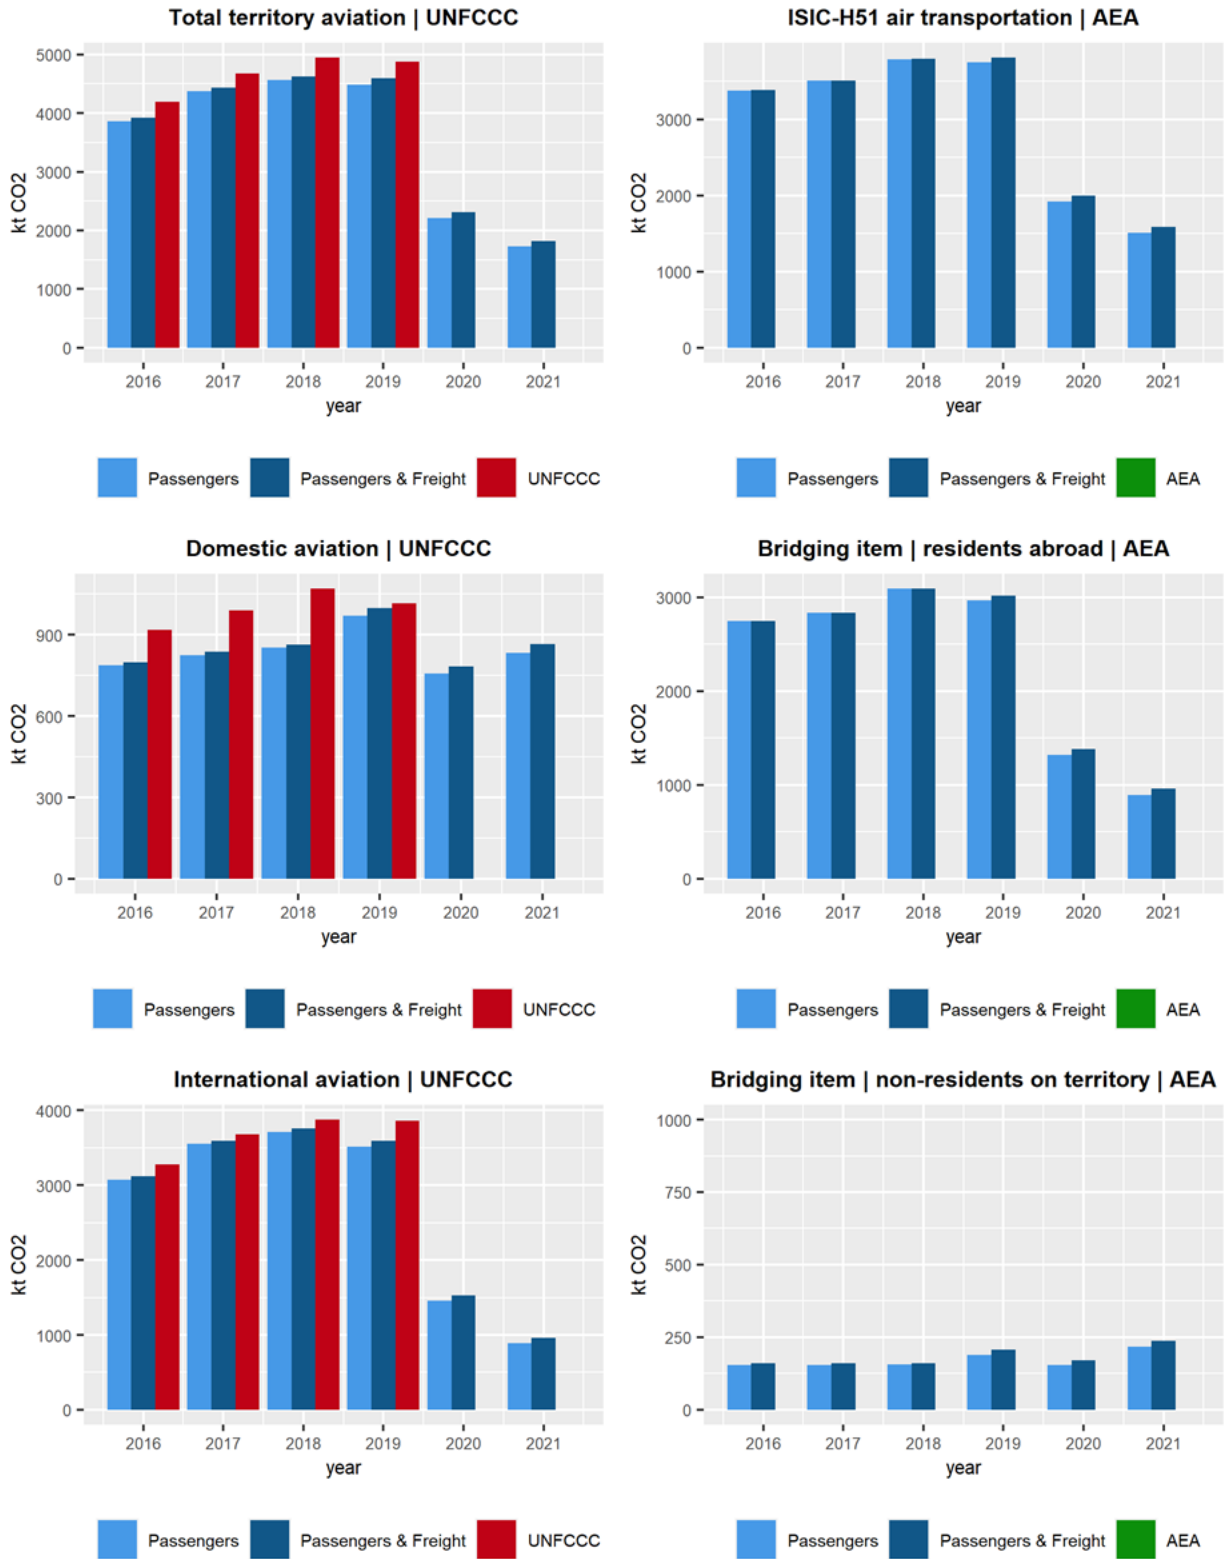 Total territory aviation | UNFCCC
5000
4000
3000
2000
1000
0
kt CO2
2016 2017 2018 2019 2020 2021
year
Passengers Passengers & Freight UNFCCC
ISIC-H51 air transportation | AEA
3000
2000
1000
0
kt CO2
2016 2017 2018 2019 2020 2021
year
Passengers Passengers & Freight AEA
Domestic aviation | UNFCCC
900
600
300
0
kt CO2
2016 2017 2018 2019 2020 2021
year
Passengers Passengers & Freight UNFCCC
Bridging item | residents abroad | AEA
3000
2000
1000
0
kt CO2
2016 2017 2018 2019 2020 2021
year
Passengers Passengers & Freight AEA
International aviation | UNFCCC
4000
3000
2000
1000
0
kt CO2
2016 2017 2018 2019 2020 2021
year
Passengers Passengers & Freight UNFCCC
Bridging item | non-residents on territory | AEA
1000
750
500
250
0
kt CO2
2016 2017 2018 2019 2020 2021
year
Passengers Passengers & Freight AEA